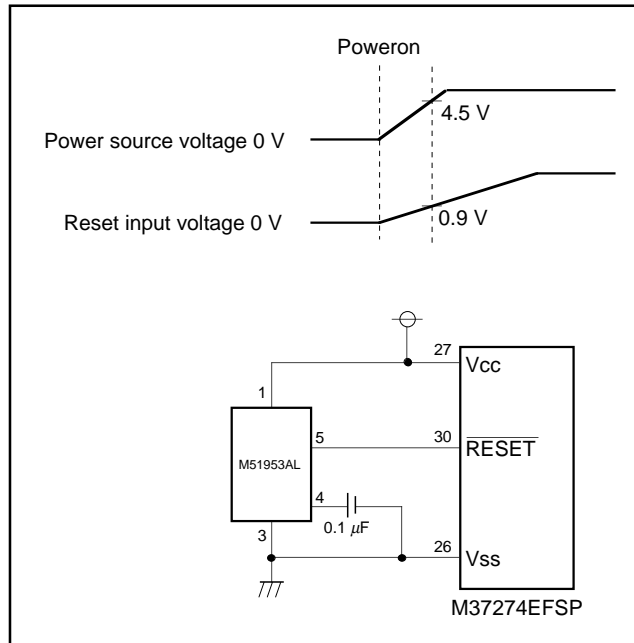 Poweron
4.5 V
Power source voltage 0 V
0.9 V
Reset input voltage 0 V
27
Vcc
1
5
30
RESET
M51953AL
4
0.1 μF
3
26
Vss
M37274EFSP